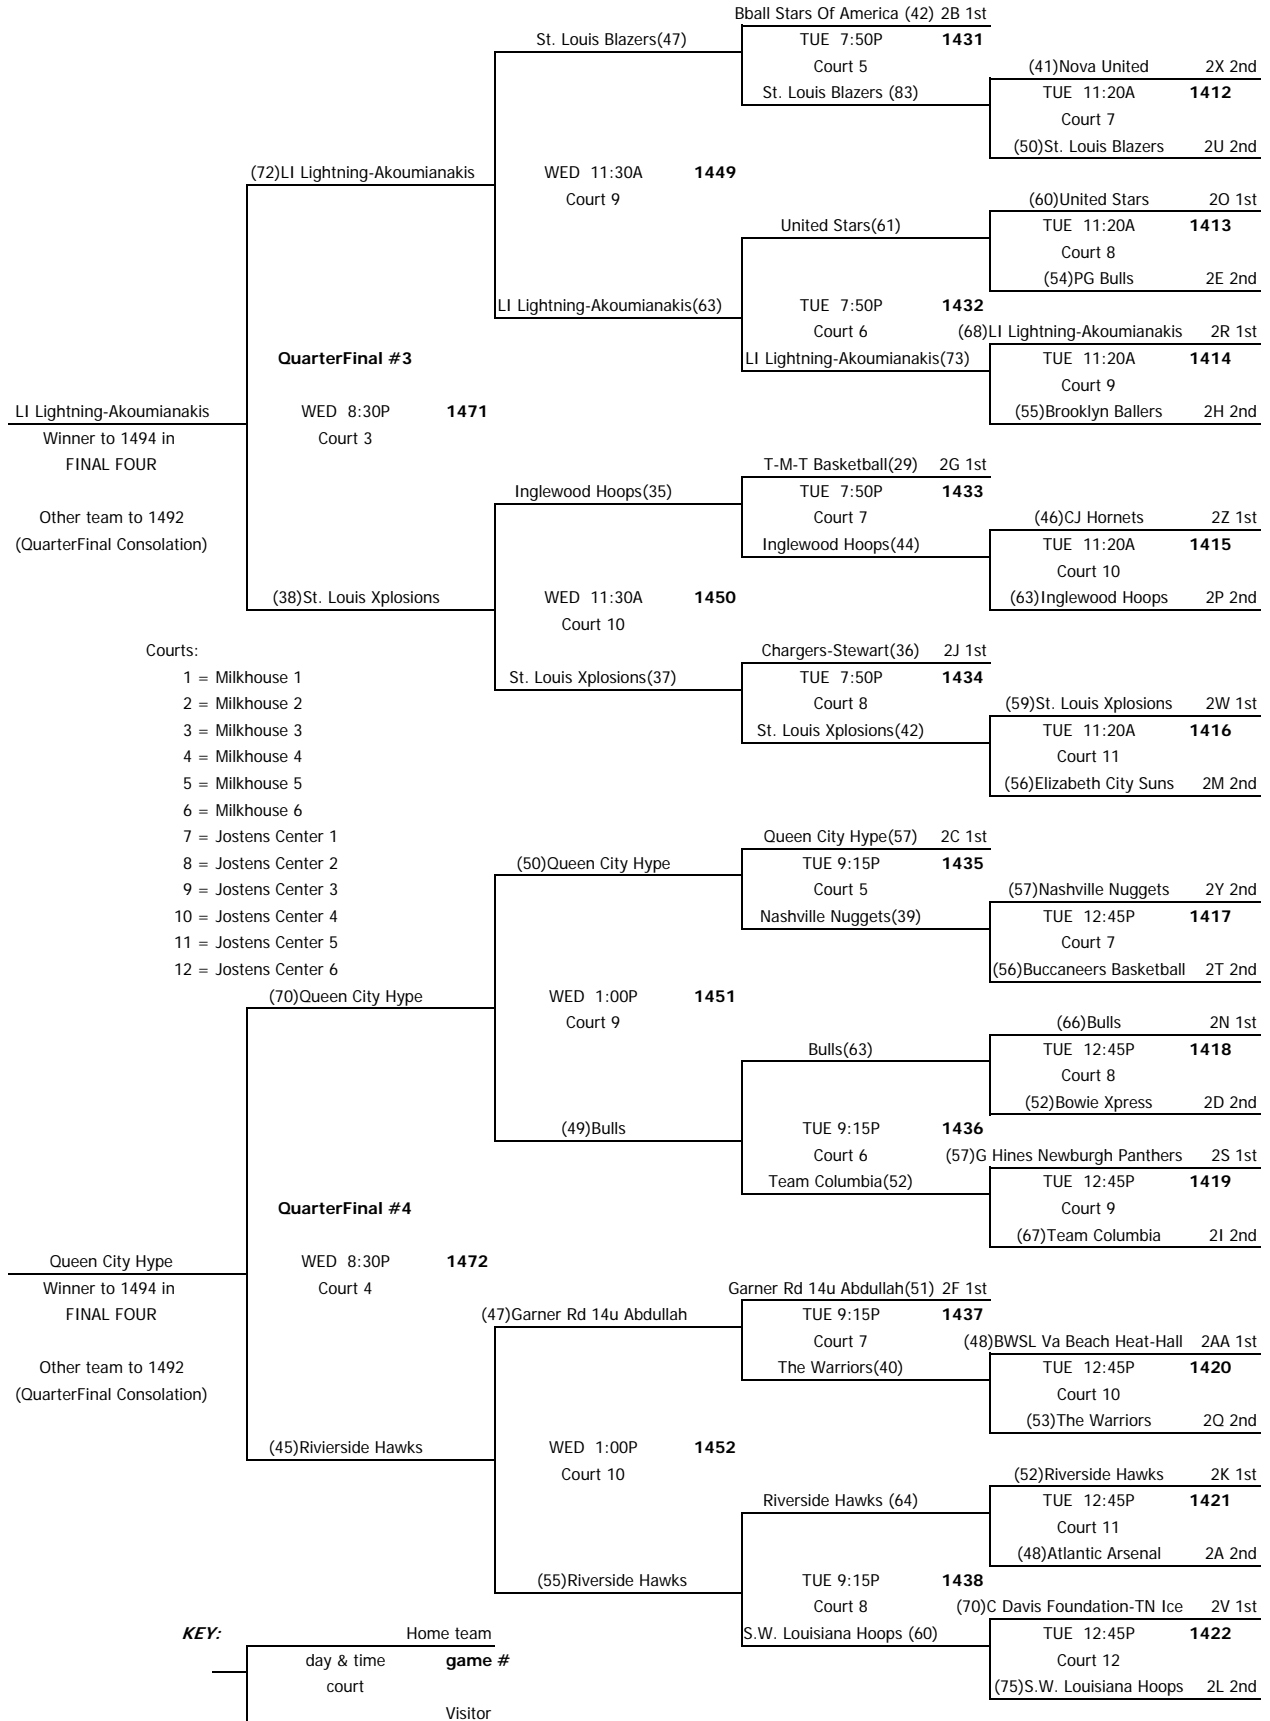 Bball Stars Of America (42) 2B 1st
St. Louis Blazers(47) TUE 7:50P 1431
Court 5 (41)Nova United 2X 2nd
St. Louis Blazers (83) TUE 11:20A 1412
Court 7
(50)St. Louis Blazers 2U 2nd
(72)LI Lightning-Akoumianakis WED 11:30A 1449
Court 9 (60)United Stars 2O 1st
United Stars(61) TUE 11:20A 1413
Court 8
(54)PG Bulls 2E 2nd
LI Lightning-Akoumianakis(63) TUE 7:50P 1432
Court 6 (68)LI Lightning-Akoumianakis 2R 1st
QuarterFinal #3 LI Lightning-Akoumianakis(73) TUE 11:20A 1414
Court 9
LI Lightning-Akoumianakis WED 8:30P 1471 (55)Brooklyn Ballers 2H 2nd
Winner to 1494 in Court 3
FINAL FOUR T-M-T Basketball(29) 2G 1st
Inglewood Hoops(35) TUE 7:50P 1433
Other team to 1492 Court 7 (46)CJ Hornets 2Z 1st
(QuarterFinal Consolation) Inglewood Hoops(44) TUE 11:20A 1415
Court 10
(38)St. Louis Xplosions WED 11:30A 1450 (63)Inglewood Hoops 2P 2nd
Court 10
Courts: Chargers-Stewart(36) 2J 1st
1 = Milkhouse 1 St. Louis Xplosions(37) TUE 7:50P 1434
2 = Milkhouse 2 Court 8 (59)St. Louis Xplosions 2W 1st
3 = Milkhouse 3 St. Louis Xplosions(42) TUE 11:20A 1416
4 = Milkhouse 4 Court 11
5 = Milkhouse 5 (56)Elizabeth City Suns 2M 2nd
6 = Milkhouse 6
7 = Jostens Center 1 Queen City Hype(57) 2C 1st
8 = Jostens Center 2 (50)Queen City Hype TUE 9:15P 1435
9 = Jostens Center 3 Court 5 (57)Nashville Nuggets 2Y 2nd
10 = Jostens Center 4 Nashville Nuggets(39) TUE 12:45P 1417
11 = Jostens Center 5 Court 7
12 = Jostens Center 6 (56)Buccaneers Basketball 2T 2nd
(70)Queen City Hype WED 1:00P 1451
Court 9 (66)Bulls 2N 1st
Bulls(63) TUE 12:45P 1418
Court 8
(52)Bowie Xpress 2D 2nd
(49)Bulls TUE 9:15P 1436
Court 6 (57)G Hines Newburgh Panthers 2S 1st
Team Columbia(52) TUE 12:45P 1419
QuarterFinal #4 Court 9
(67)Team Columbia 2I 2nd
Queen City Hype WED 8:30P 1472
Winner to 1494 in Court 4 Garner Rd 14u Abdullah(51) 2F 1st
FINAL FOUR (47)Garner Rd 14u Abdullah TUE 9:15P 1437
Court 7 (48)BWSL Va Beach Heat-Hall 2AA 1st
Other team to 1492 The Warriors(40) TUE 12:45P 1420
(QuarterFinal Consolation) Court 10
(53)The Warriors 2Q 2nd
(45)Rivierside Hawks WED 1:00P 1452
Court 10 (52)Riverside Hawks 2K 1st
Riverside Hawks (64) TUE 12:45P 1421
Court 11
(48)Atlantic Arsenal 2A 2nd
(55)Riverside Hawks TUE 9:15P 1438
Court 8 (70)C Davis Foundation-TN Ice 2V 1st
KEY: Home team S.W. Louisiana Hoops (60) TUE 12:45P 1422
day & time game # Court 12
court (75)S.W. Louisiana Hoops 2L 2nd
Visitor